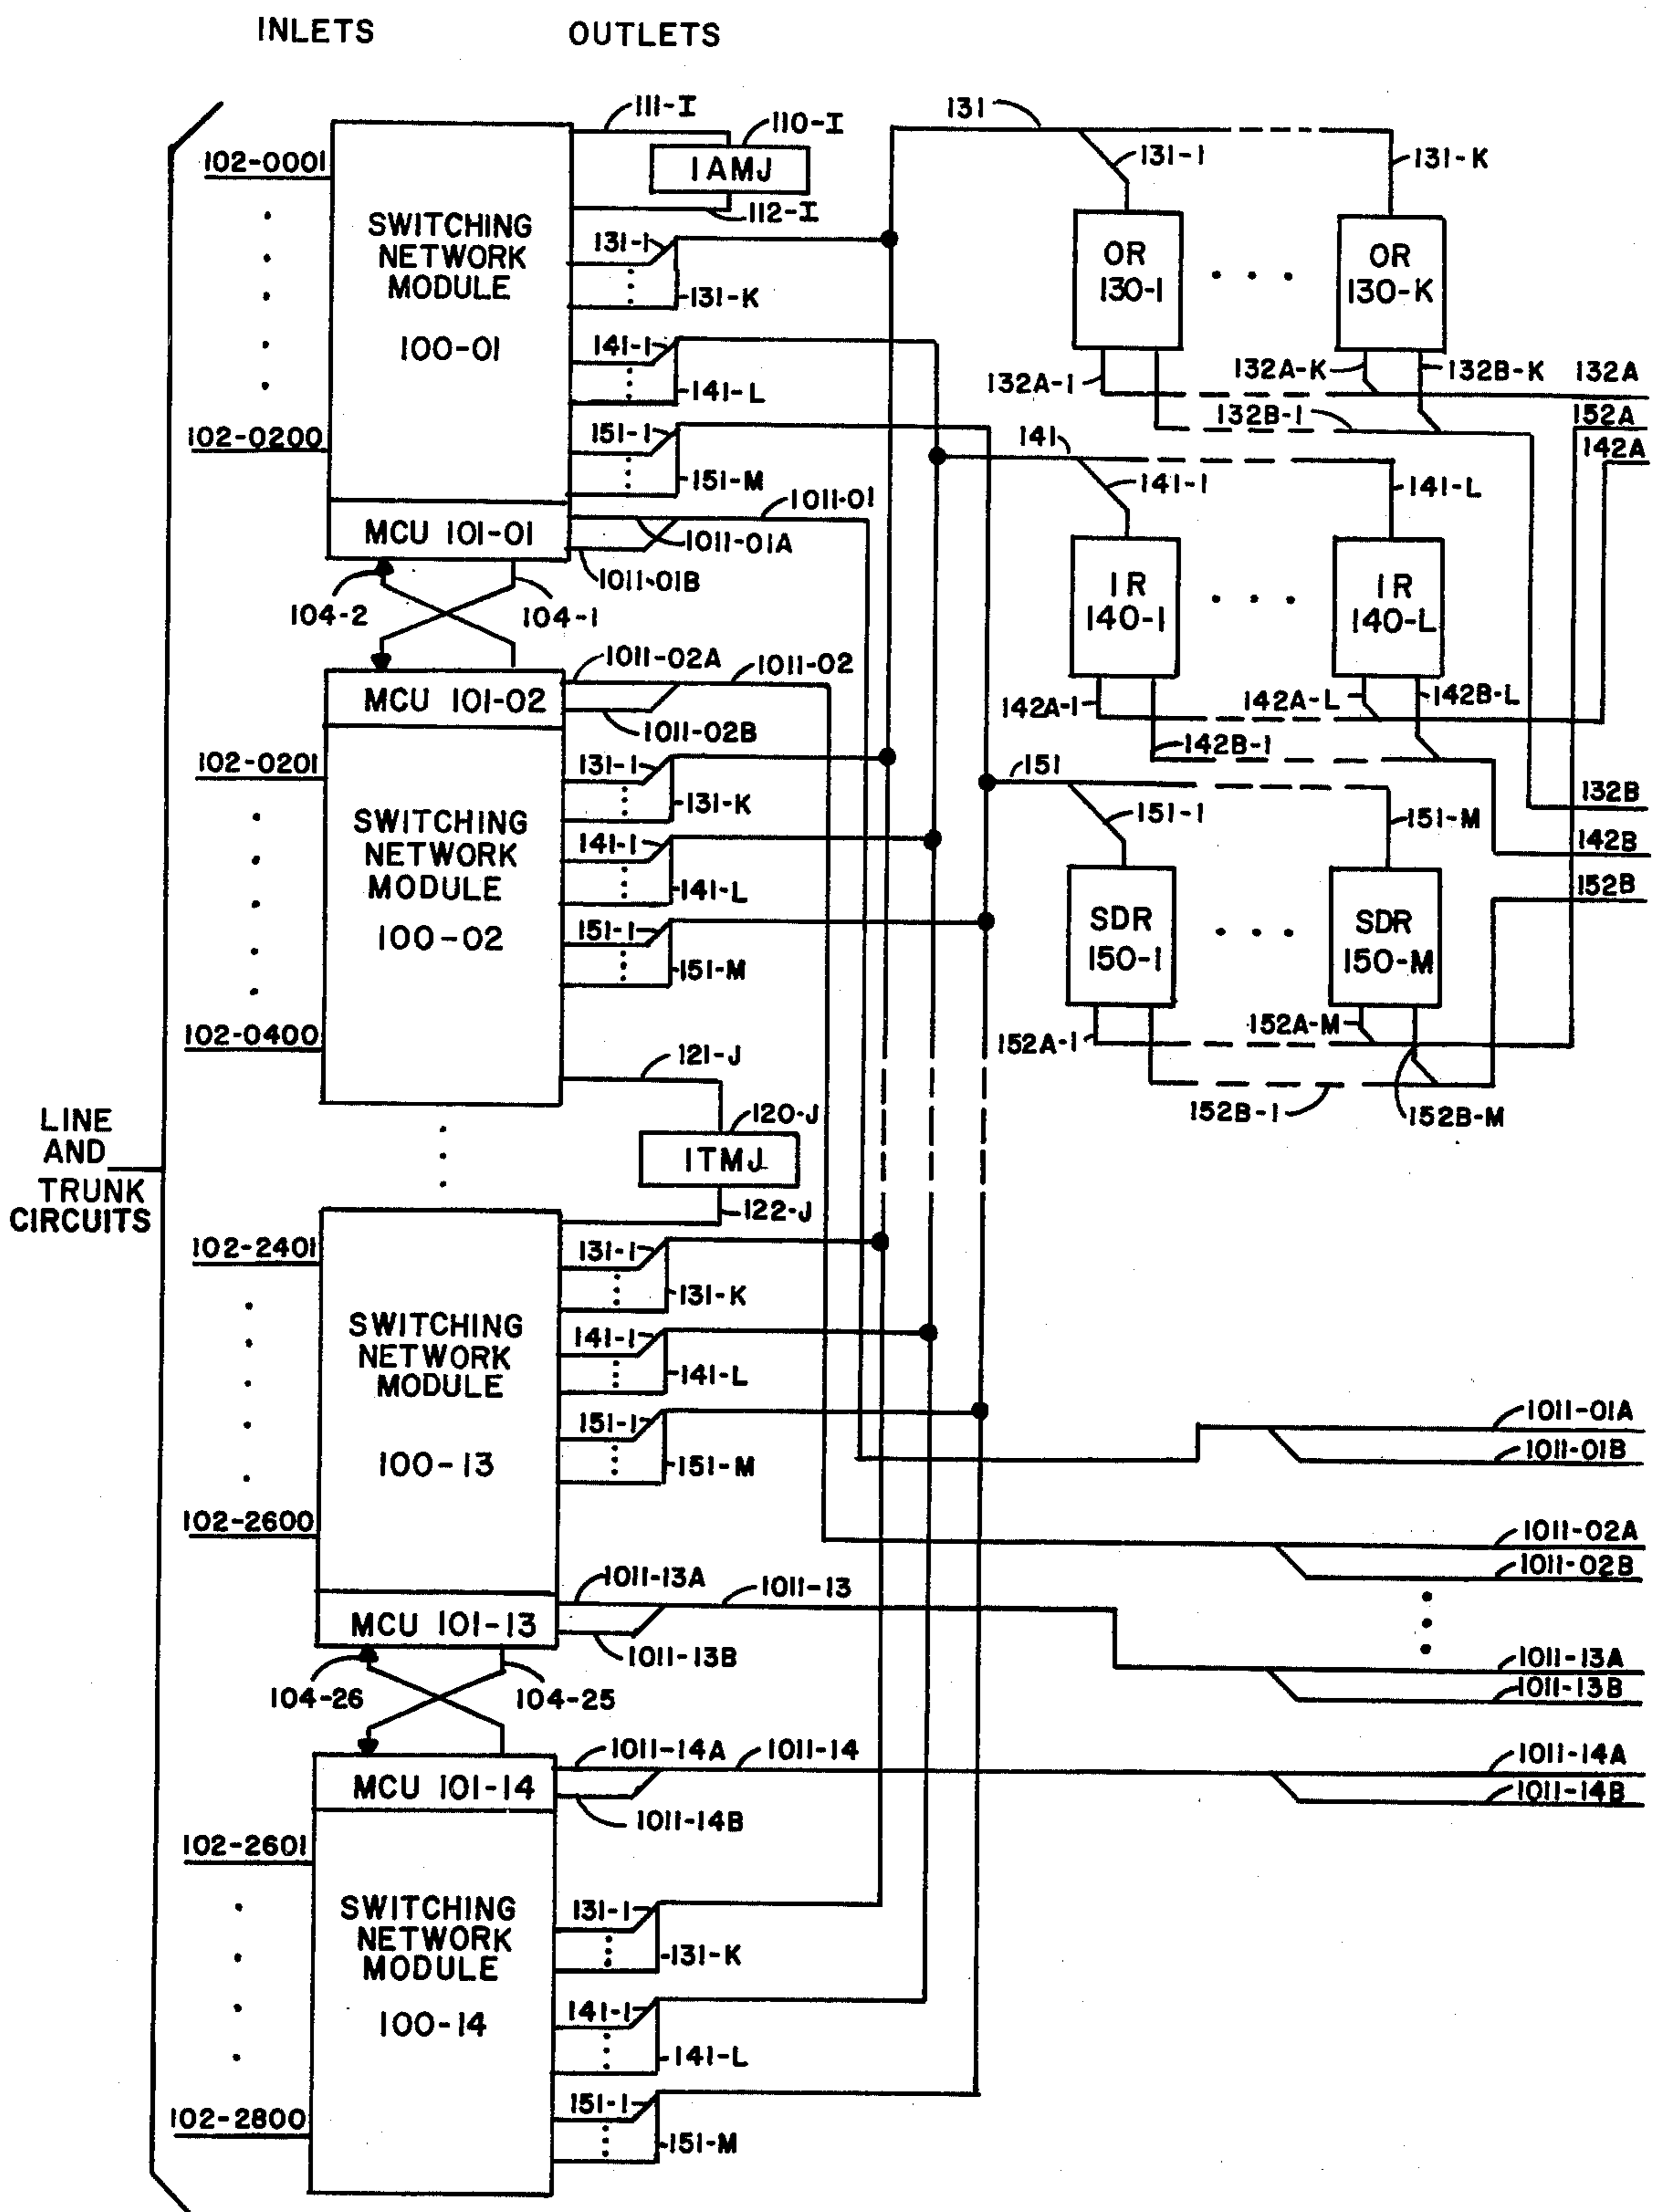 INLETS
OUTLETS
LINE
AND
TRUNK
CIRCUITS
102-0001
102-0200
SWITCHING
NETWORK
MODULE
100-01
MCU 101-01
111-I
110-I
IAMJ
112-I
131-1
131-K
141-1
141-L
151-1
151-M
1011-01
1011-01A
1011-01B
104-2
104-1
MCU 101-02
1011-02A
1011-02
1011-02B
102-0201
102-0400
SWITCHING
NETWORK
MODULE
100-02
131-1
131-K
141-1
141-L
151-1
151-M
121-J
120-J
ITMJ
122-J
102-2401
102-2600
SWITCHING
NETWORK
MODULE
100-13
131-1
131-K
141-1
141-L
151-1
151-M
MCU 101-13
1011-13A
1011-13
1011-13B
104-26
104-25
MCU 101-14
1011-14A
1011-14
1011-14B
102-2601
102-2800
SWITCHING
NETWORK
MODULE
100-14
131-1
131-K
141-1
141-L
151-1
151-M
131
131-1
131-K
OR
130-1
OR
130-K
132A-1
132A-K
132B-K
132A
132B-1
152A
142A
141
141-1
141-L
IR
140-1
IR
140-L
142A-1
142A-L
142B-L
142B-1
151
132B
151-1
151-M
142B
152B
SDR
150-1
SDR
150-M
152A-1
152A-M
152B-1
152B-M
1011-01A
1011-01B
1011-02A
1011-02B
1011-13A
1011-13B
1011-14A
1011-14B